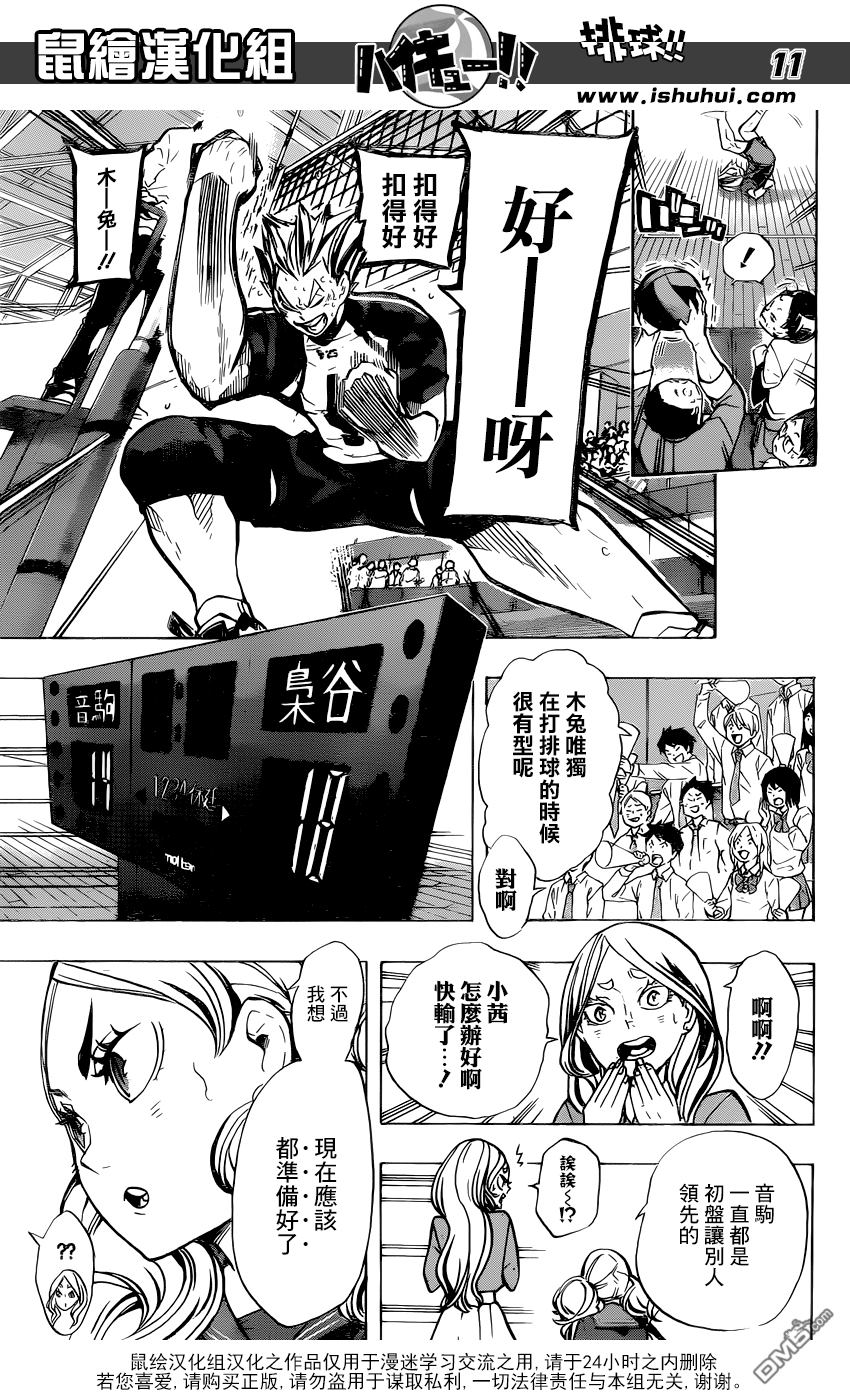 鼠繪漢化組
ハイキュー!!
排球!!
11
www.ishuhui.com
!
好——呀
扣得好
扣得好
木—兔—!!
音駒
梟谷
木兔唯獨
在打排球的時候
很有型呢
對啊
啊啊!!
小茜
怎麼辦好啊
快輸了…!
音駒
一直都是
初盤讓別人
領先的
誒誒~!?
不過
我想
現在應該
都準備好了
??
鼠绘汉化组汉化之作品仅用于漫迷学习交流之用,请于24小时之内删除
若您喜爱,请购买正版,请勿盗用于谋取私利,一切法律责任与本组无关,谢谢。
DM5.com